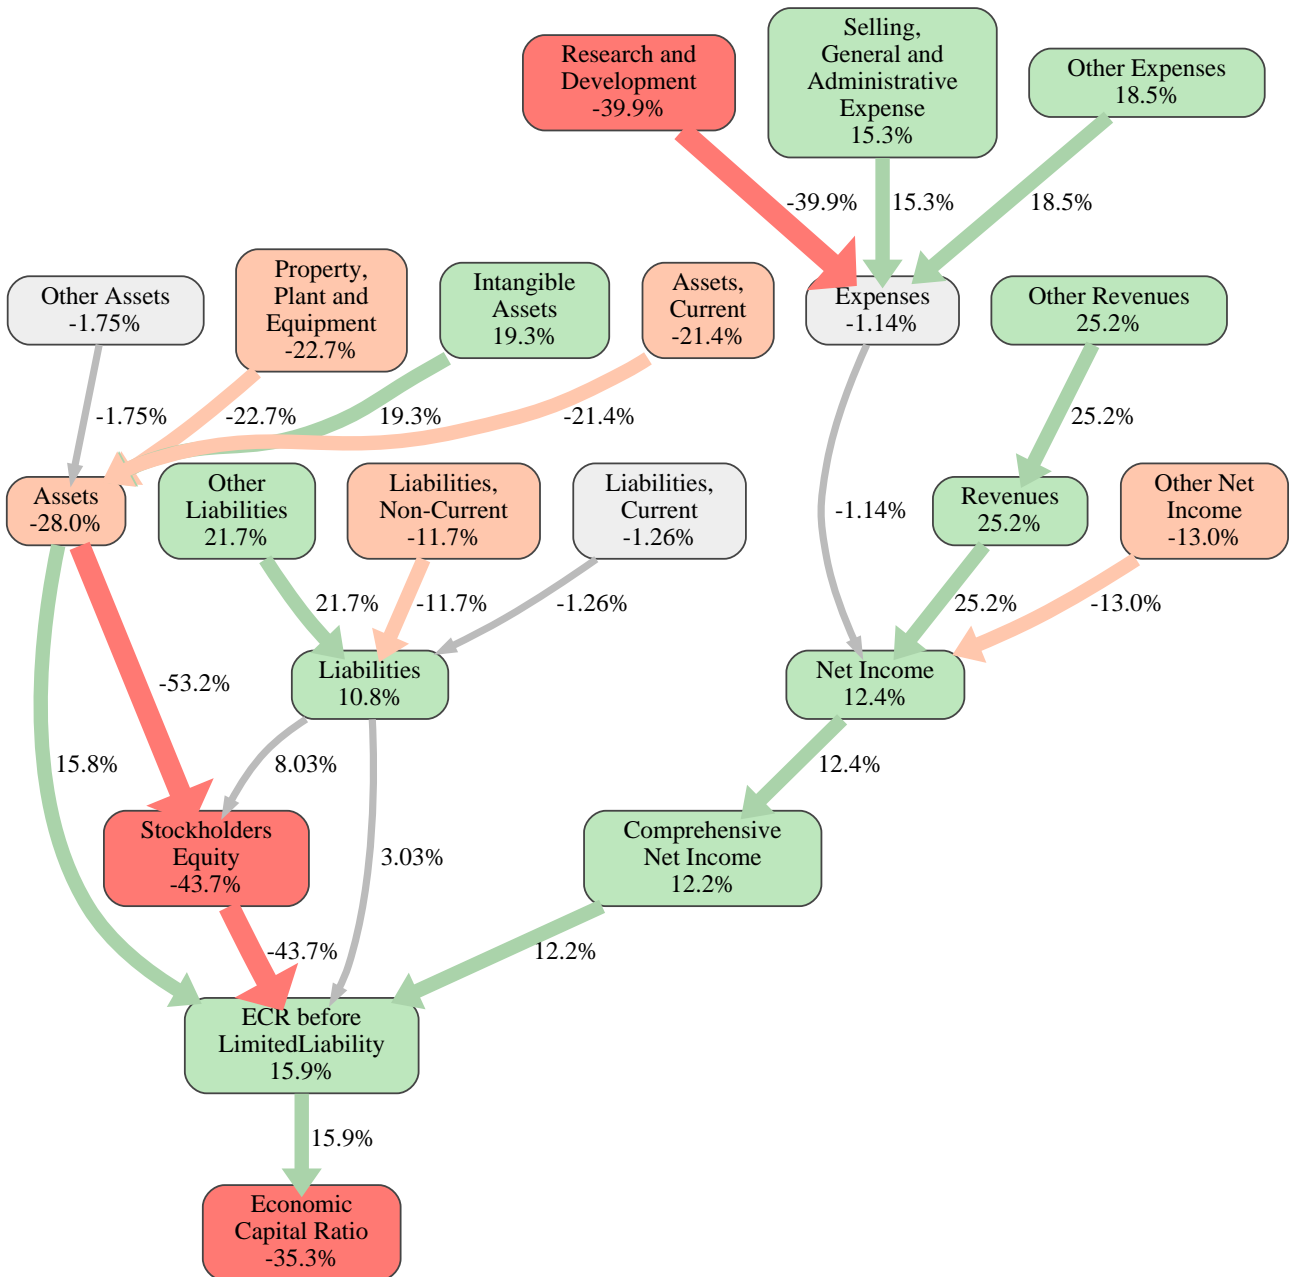 Research and
Development
-39.9%
Selling,
General and
Administrative
Expense
15.3%
Other Expenses
18.5%
-39.9%
15.3%
18.5%
Other Assets
-1.75%
Property,
Plant and
Equipment
-22.7%
Intangible
Assets
19.3%
Assets,
Current
-21.4%
Expenses
-1.14%
Other Revenues
25.2%
-1.75%
-22.7%
19.3%
-21.4%
25.2%
Assets
-28.0%
Other
Liabilities
21.7%
Liabilities,
Non-Current
-11.7%
Liabilities,
Current
-1.26%
-1.14%
Revenues
25.2%
Other Net
Income
-13.0%
21.7%
-11.7%
-1.26%
25.2%
-13.0%
-53.2%
Liabilities
10.8%
Net Income
12.4%
15.8%
8.03%
12.4%
Stockholders
Equity
-43.7%
3.03%
Comprehensive
Net Income
12.2%
-43.7%
12.2%
ECR before
LimitedLiability
15.9%
15.9%
Economic
Capital Ratio
-35.3%